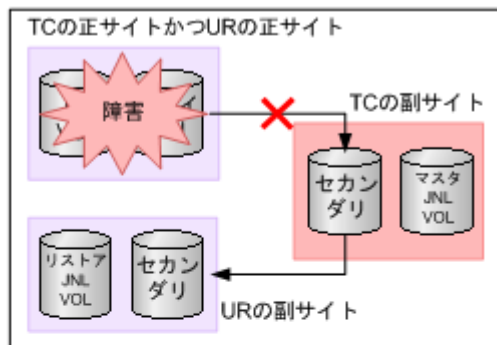 TCの正サイトかつURの正サイト
障害
TCの副サイト
セカン
ダリ
マスタ
JNL
VOL
リストア
JNL
VOL
セカン
ダリ
URの副サイト